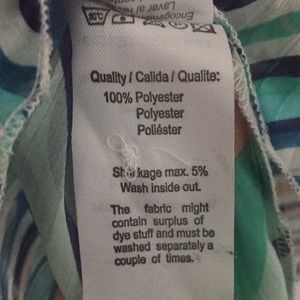 30°C
Quality / Calida / Qualite:
100% Polyester
Polyester
Poliéster
Shrinkage max. 5%
Wash inside out.
The fabric might
contain surplus of
dye stuff and must be
washed separately a
couple of times.